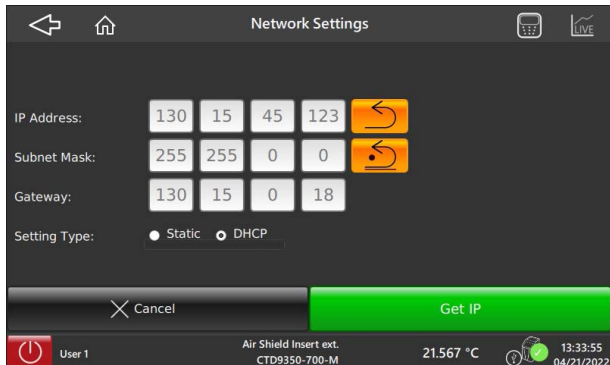 Network Settings
LIVE
IP Address: 130 15 45 123
Subnet Mask: 255 255 0 0
Gateway: 130 15 0 18
Setting Type: Static DHCP
Cancel Get IP
User 1 Air Shield Insert ext. 21.567 °C 13:33:55
CTD9350-700-M 04/21/2022